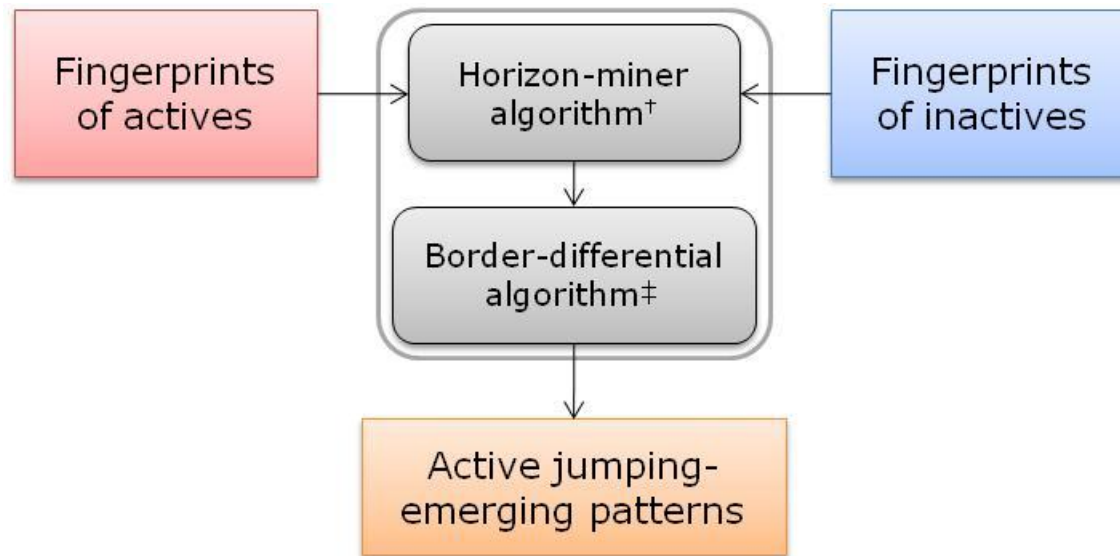 Fingerprints
of actives
Horizon-miner
algorithm†
Fingerprints
of inactives
Border-differential
algorithm‡
Active jumping-
emerging patterns